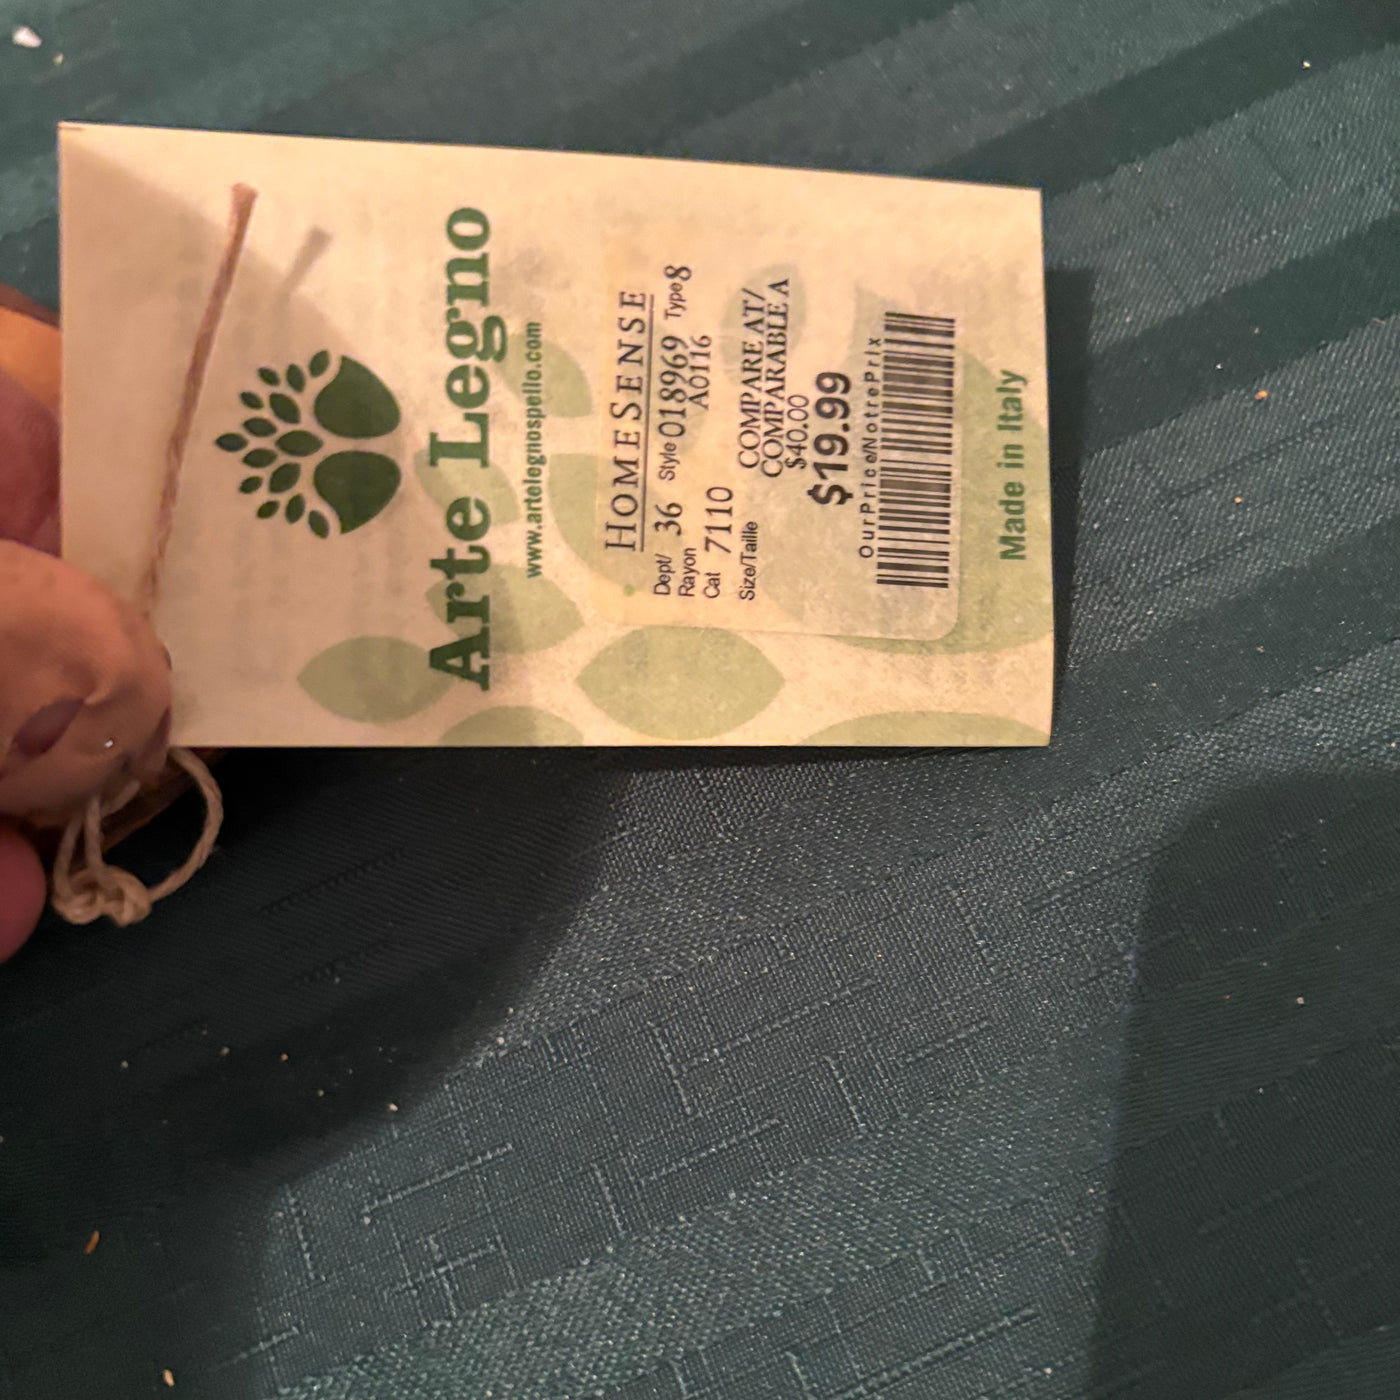 Arte Legno
www.artelegnospello.com
HOMESENSE
Dept/ 36 Style 018969 Type 8
Rayon A0116
Cat 7110
Size/Taille
COMPARE AT/
COMPARABLE A
$40.00
$19.99
OurPrice/NotrePrix
Made in Italy